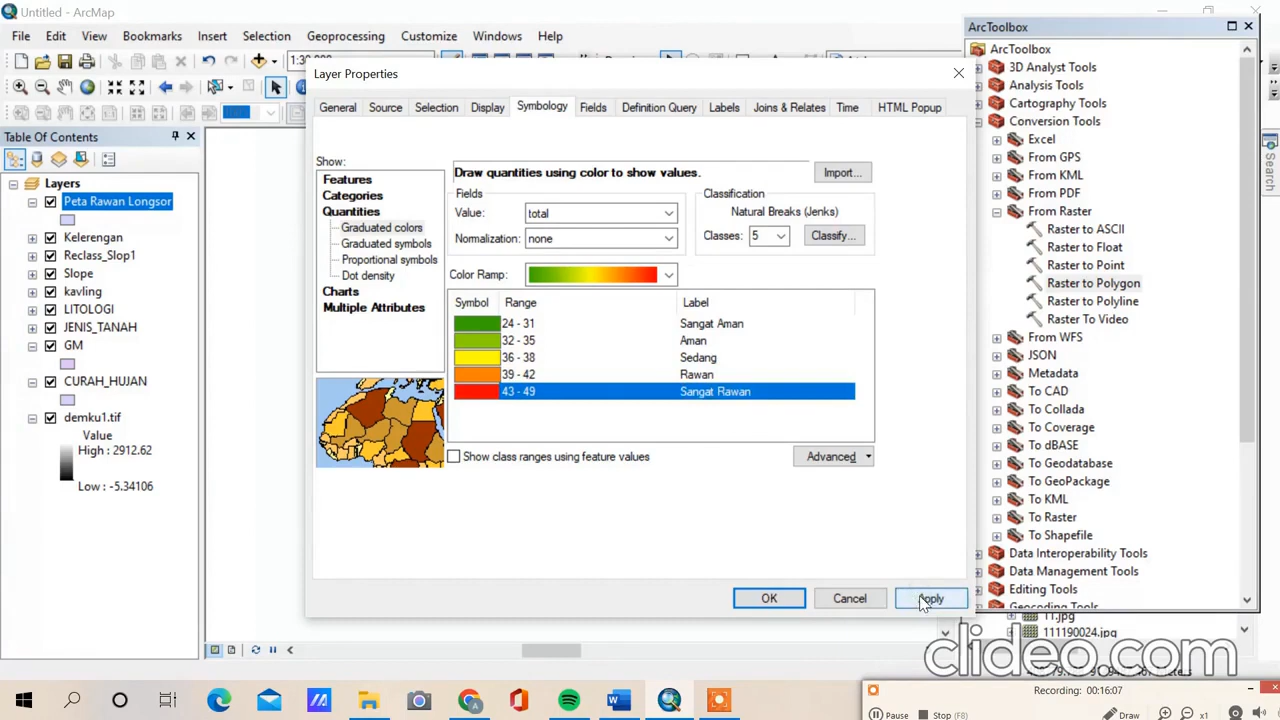 Untitled - ArcMap
File Edit View Bookmarks Insert Selection Geoprocessing Customize Windows Help
ArcToolbox
Table Of Contents
Layers
Peta Rawan Longsor
Kelerengan
Reclass_Slop1
Slope
kavling
LITOLOGI
JENIS_TANAH
GM
CURAH_HUJAN
demku1.tif
Value
High : 2912.62
Low : -5.34106
Layer Properties
General Source Selection Display Symbology Fields Definition Query Labels Joins & Relates Time HTML Popup
Show:
Features
Categories
Quantities
Graduated colors
Graduated symbols
Proportional symbols
Dot density
Charts
Multiple Attributes
Draw quantities using color to show values.
Import...
Fields
Value: total
Normalization: none
Classification
Natural Breaks (Jenks)
Classes: 5 Classify...
Color Ramp:
Symbol Range Label
24 - 31 Sangat Aman
32 - 35 Aman
36 - 38 Sedang
39 - 42 Rawan
43 - 49 Sangat Rawan
Show class ranges using feature values
Advanced
OK Cancel Apply
ArcToolbox
3D Analyst Tools
Analysis Tools
Cartography Tools
Conversion Tools
Excel
From GPS
From KML
From PDF
From Raster
Raster to ASCII
Raster to Float
Raster to Point
Raster to Polygon
Raster to Polyline
Raster To Video
From WFS
JSON
Metadata
To CAD
To Collada
To Coverage
To dBASE
To Geodatabase
To GeoPackage
To KML
To Raster
To Shapefile
Data Interoperability Tools
Data Management Tools
Editing Tools
Geocoding Tools
11.jpg
111190024.jpg
Search
clideo.com
Meters
Recording: 00:16:07
Pause Stop (F8) Draw x1